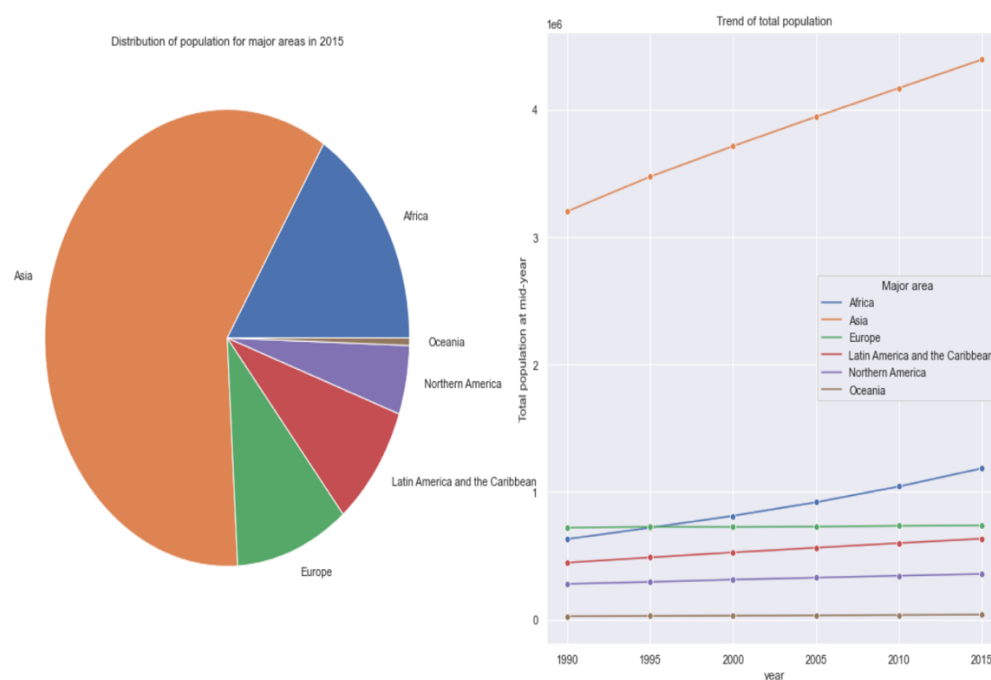 Distribution of population for major areas in 2015
Asia
Africa
Oceania
Northern America
Latin America and the Caribbean
Europe
Trend of total population
1e6
Total population at mid-year
4
3
2
1
0
Major area
Africa
Asia
Europe
Latin America and the Caribbean
Northern America
Oceania
1990
1995
2000
2005
2010
2015
year